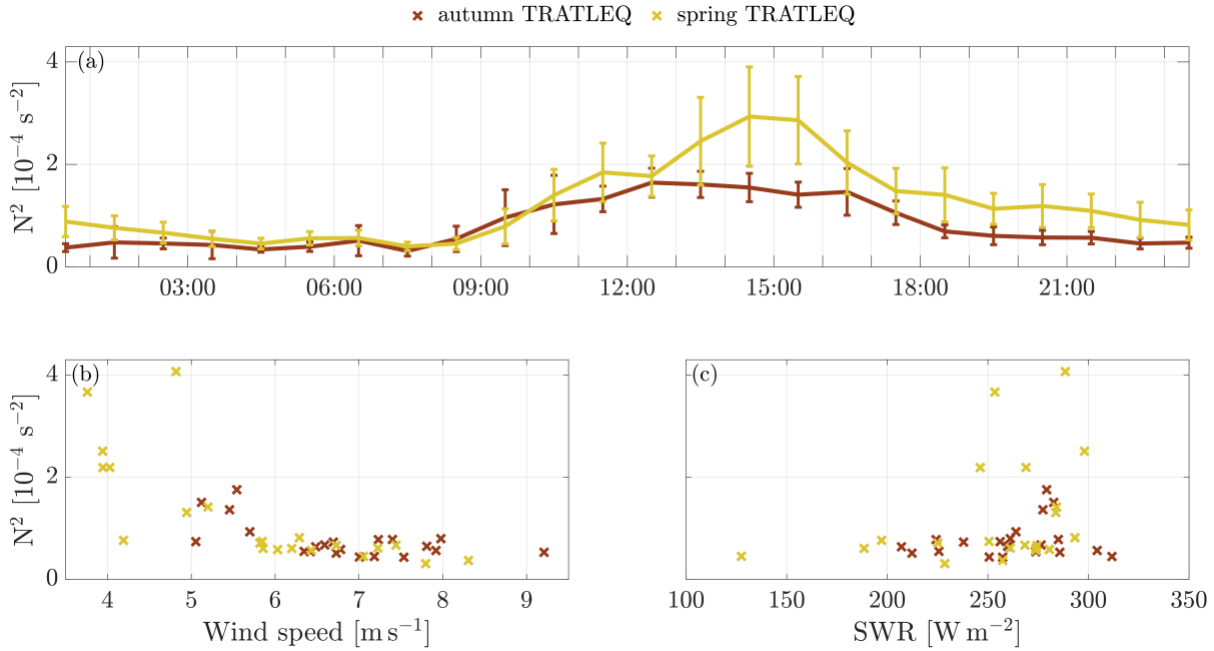 autumn TRATLEQ spring TRATLEQ
(a)
N² [10⁻⁴ s⁻²]
4
2
0
03:00 06:00 09:00 12:00 15:00 18:00 21:00
(b) (c)
N² [10⁻⁴ s⁻²]
4
2
0
4 5 6 7 8 9 100 150 200 250 300 350
Wind speed [m s⁻¹] SWR [W m⁻²]